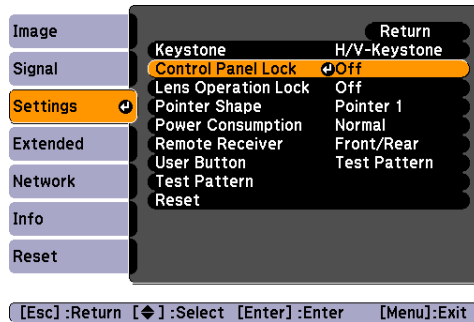 Image
Signal
Settings
Extended
Network
Info
Reset
Return
Keystone H/V-Keystone
Control Panel Lock Off
Lens Operation Lock Off
Pointer Shape Pointer 1
Power Consumption Normal
Remote Receiver Front/Rear
User Button Test Pattern
Test Pattern
Reset
[Esc] :Return [◆] :Select [Enter] :Enter [Menu]:Exit